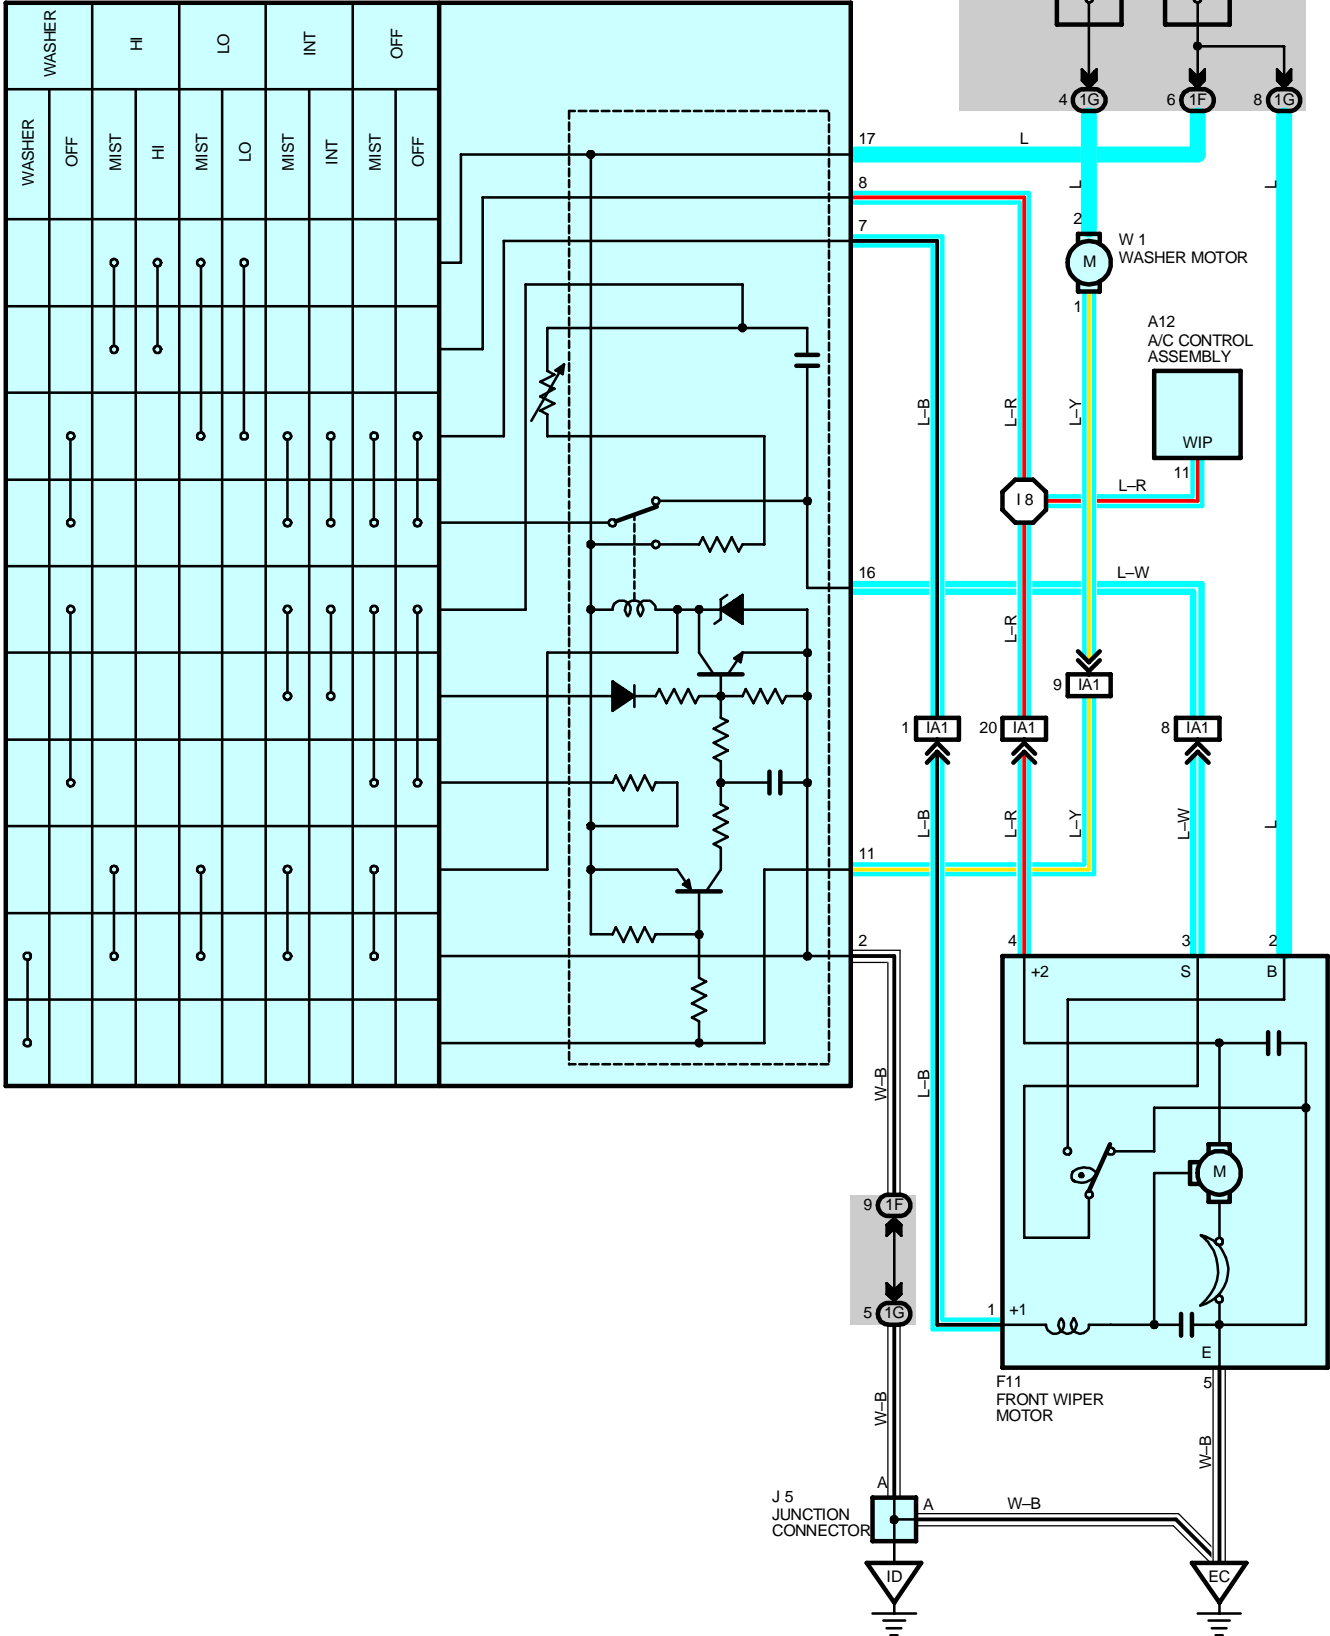 WASHER
HI
LO
INT
OFF
WASHER
OFF
MIST
HI
MIST
LO
MIST
INT
MIST
OFF
4 1G
6 1F
8 1G
17
L
8
7
L
L
2
W 1
WASHER MOTOR
M
1
A12
A/C CONTROL
ASSEMBLY
WIP
11
L–B
L–R
L–Y
L–R
I 8
16
L–W
L–R
9 IA1
1 IA1
20 IA1
8 IA1
L–B
L–R
L–Y
L–W
L
11
2
4
3
2
+2
S
B
W–B
L–B
M
9 1F
5 1G
1
+1
E
5
F11
FRONT WIPER
MOTOR
W–B
W–B
A
J 5
JUNCTION
CONNECTOR
A
W–B
ID
EC